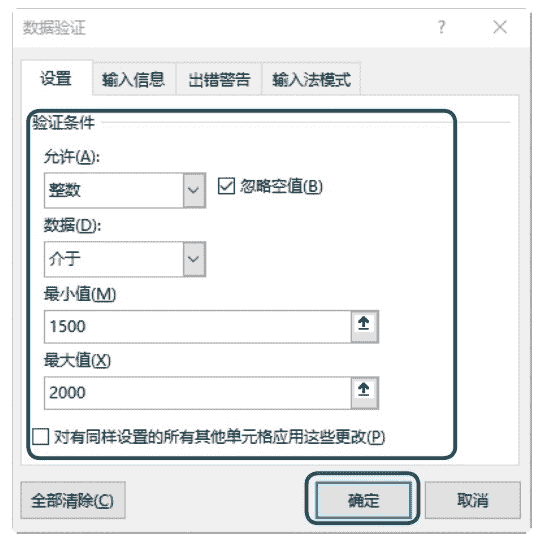 数据验证 ?
设置 输入信息 出错警告 输入法模式
验证条件
允许(A):
整数 忽略空值(B)
数据(D):
介于
最小值(M)
1500
最大值(X)
2000
对有同样设置的所有其他单元格应用这些更改(P)
全部清除(C) 确定 取消